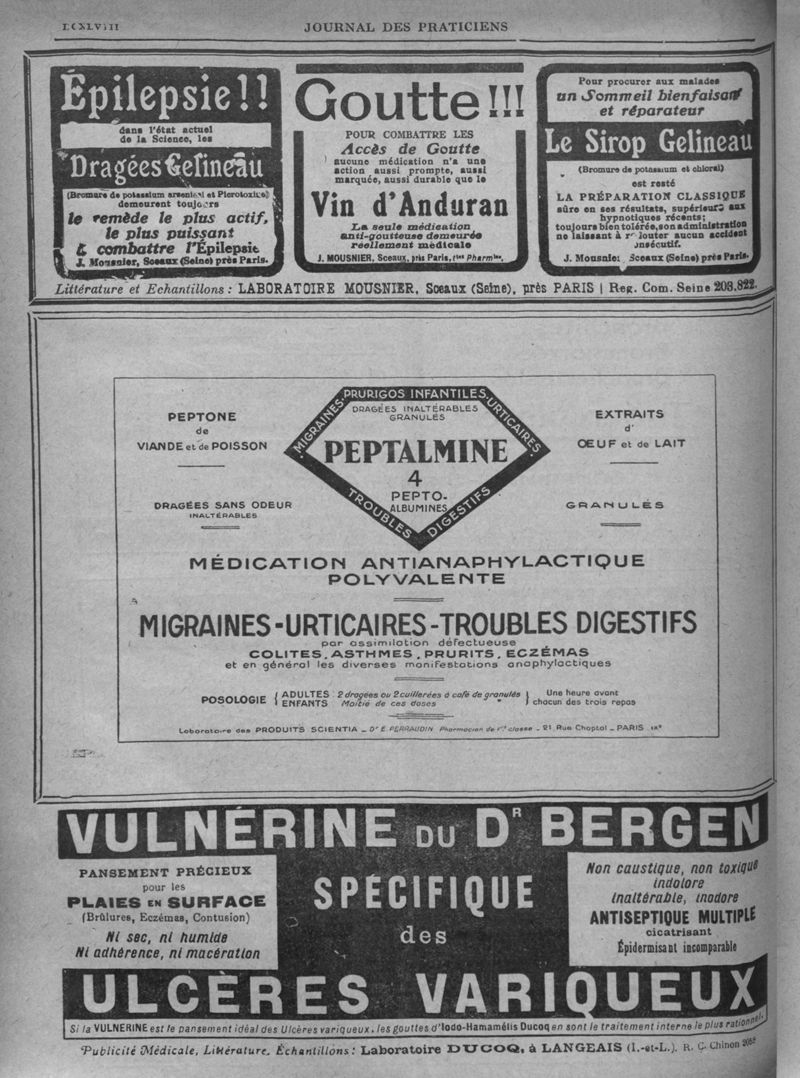 JOURNAL DES PRATICIENS
Épilepsie!!
dans l'état actuel
de la Science, les
Dragées Gelineau
(Bromure de potassium arsenical et Picrotoxine)
demeurent toujours
le remède le plus actif,
le plus puissant
combattre l'Épilepsie
J. Mousnier, Sceaux (Seine) près Paris.
Goutte!!!
POUR COMBATTRE LES
Accès de Goutte
aucune médication n'a une
action aussi prompte, aussi
marquée, aussi durable que le
Vin d'Anduran
La seule médication
anti-goutteuse demeurée
réellement médicale
J. MOUSNIER, Sceaux, près Paris,
Pour procurer aux malades
un Sommeil bienfaisant
et réparateur
Le Sirop Gelineau
(Bromure de potassium et chloral)
est resté
LA PRÉPARATION CLASSIQUE
sûre en ses résultats, supérieure aux
hypnotiques récents;
toujours bien tolérée, son administration
ne laissant à redouter aucun accident
consécutif.
J. Mousnier Sceaux (Seine) près Paris.
Littérature et Echantillons : LABORATOIRE MOUSNIER, Sceaux (Seine), près PARIS | Reg. Com. Seine 203.822.
PRURIGOS INFANTILES
MIGRAINES
URTICAIRES
DRAGÉES INALTÉRABLES
GRANULÉS
PEPTALMINE
4
PEPTO-
ALBUMINES
TROUBLES DIGESTIFS
PEPTONE
de
VIANDE et de POISSON
DRAGÉES SANS ODEUR
INALTÉRABLES
EXTRAITS
d'
ŒUF et de LAIT
GRANULÉS
MÉDICATION ANTIANAPHYLACTIQUE
POLYVALENTE
MIGRAINES-URTICAIRES-TROUBLES DIGESTIFS
par assimilation défectueuse
COLITES, ASTHMES, PRURITS, ECZÉMAS
et en général les diverses manifestations anaphylactiques
POSOLOGIE { ADULTES 2 dragées ou 2 cuillerées à café de granulés } Une heure avant
ENFANTS Moitié de ces doses " chacun des trois repas
Laboratoire des PRODUITS SCIENTIA _ Dr E. PERRAUDIN Pharmacien de 1re classe _ 21 Rue Chaptal _ PARIS IXe
VULNÉRINE DU DR BERGEN
PANSEMENT PRÉCIEUX
pour les
PLAIES EN SURFACE
(Brûlures, Eczémas, Contusion)
Ni sec, ni humide
Ni adhérence, ni macération
SPÉCIFIQUE
des
Non caustique, non toxique
indolore
inaltérable, inodore
ANTISEPTIQUE MULTIPLE
cicatrisant
Épidermisant incomparable
ULCÈRES VARIQUEUX
Si la VULNERINE est le pansement idéal des Ulcères variqueux, les gouttes d'Iodo-Hamamélis Ducoq en sont le traitement interne le plus rationnel.
Publicité Médicale, Littérature, Échantillons : Laboratoire DUCOQ, à LANGEAIS (I.-et-L.). R. C. Chinon